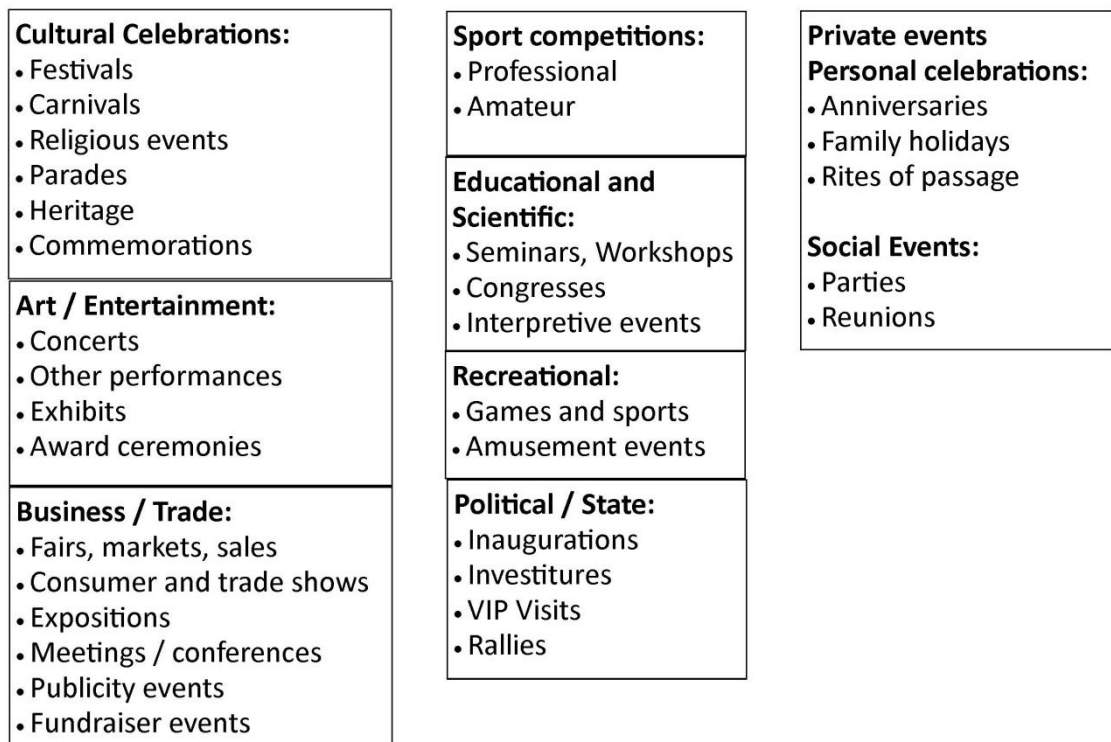 Cultural Celebrations:
• Festivals
• Carnivals
• Religious events
• Parades
• Heritage
• Commemorations
Art / Entertainment:
• Concerts
• Other performances
• Exhibits
• Award ceremonies
Business / Trade:
• Fairs, markets, sales
• Consumer and trade shows
• Expositions
• Meetings / conferences
• Publicity events
• Fundraiser events
Sport competitions:
• Professional
• Amateur
Educational and
Scientific:
• Seminars, Workshops
• Congresses
• Interpretive events
Recreational:
• Games and sports
• Amusement events
Political / State:
• Inaugurations
• Investitures
• VIP Visits
• Rallies
Private events
Personal celebrations:
• Anniversaries
• Family holidays
• Rites of passage
Social Events:
• Parties
• Reunions